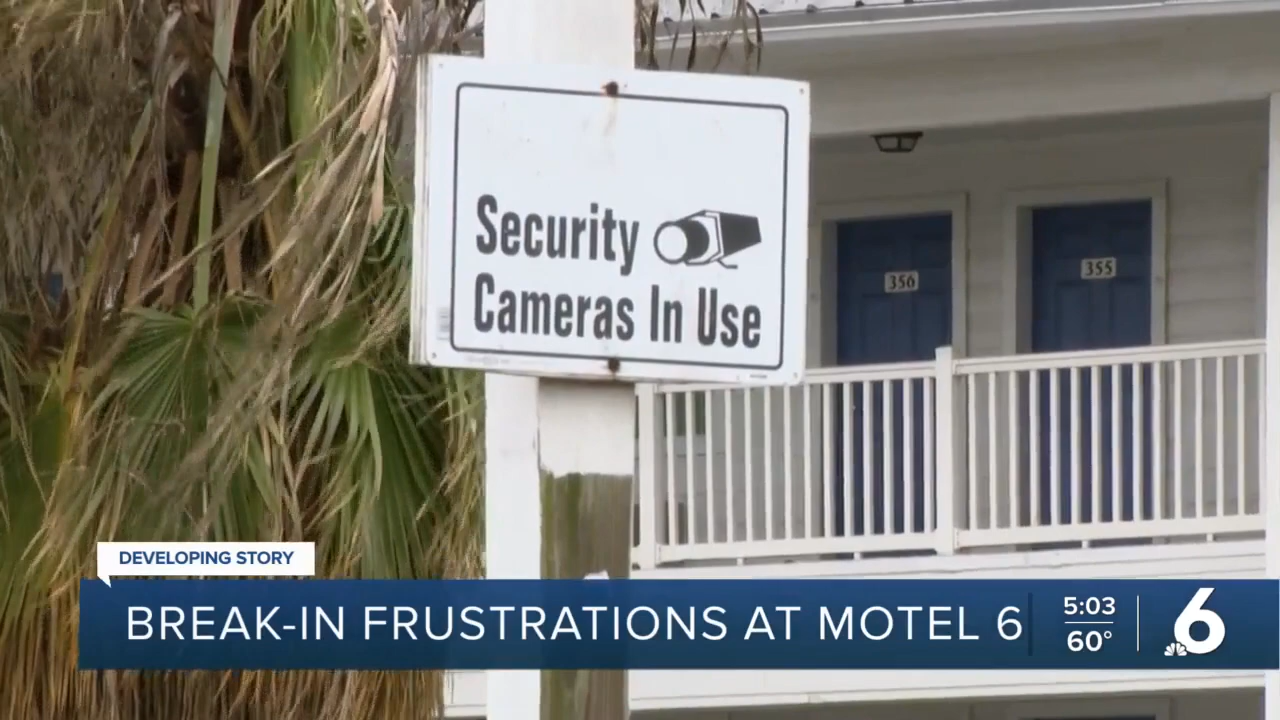 Security
Cameras In Use
356
355
DEVELOPING STORY
BREAK-IN FRUSTRATIONS AT MOTEL 6
5:03
60°
6